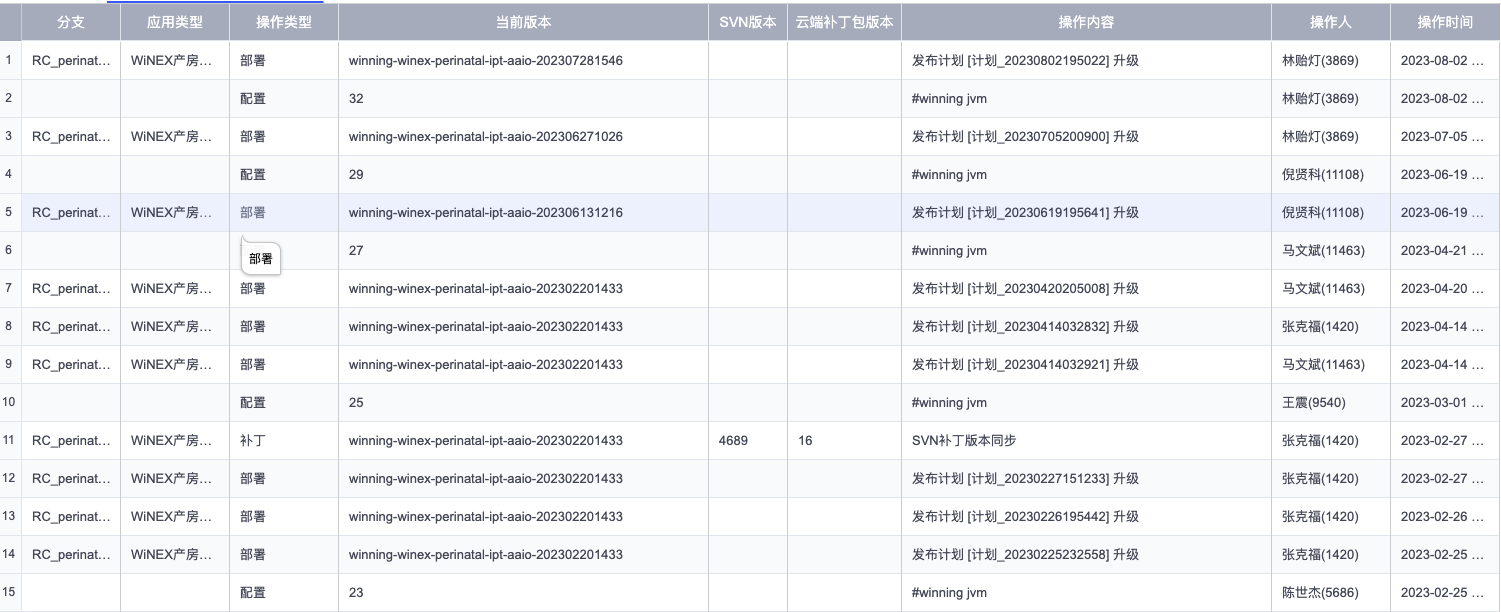 分支 应用类型 操作类型 当前版本 SVN版本 云端补丁包版本 操作内容 操作人 操作时间
1 RC_perinat... WiNEX产房... 部署 winning-winex-perinatal-ipt-aaio-202307281546 发布计划 [计划_20230802195022] 升级 林贻灯(3869) 2023-08-02 ...
2 配置 32 #winning jvm 林贻灯(3869) 2023-08-02 ...
3 RC_perinat... WiNEX产房... 部署 winning-winex-perinatal-ipt-aaio-202306271026 发布计划 [计划_20230705200900] 升级 林贻灯(3869) 2023-07-05 ...
4 配置 29 #winning jvm 倪贤科(11108) 2023-06-19 ...
5 RC_perinat... WiNEX产房... 部署 winning-winex-perinatal-ipt-aaio-202306131216 发布计划 [计划_20230619195641] 升级 倪贤科(11108) 2023-06-19 ...
6 部署 27 #winning jvm 马文斌(11463) 2023-04-21 ...
7 RC_perinat... WiNEX产房... 部署 winning-winex-perinatal-ipt-aaio-202302201433 发布计划 [计划_20230420205008] 升级 马文斌(11463) 2023-04-20 ...
8 RC_perinat... WiNEX产房... 部署 winning-winex-perinatal-ipt-aaio-202302201433 发布计划 [计划_20230414032832] 升级 张克福(1420) 2023-04-14 ...
9 RC_perinat... WiNEX产房... 部署 winning-winex-perinatal-ipt-aaio-202302201433 发布计划 [计划_20230414032921] 升级 马文斌(11463) 2023-04-14 ...
10 配置 25 #winning jvm 王震(9540) 2023-03-01 ...
11 RC_perinat... WiNEX产房... 补丁 winning-winex-perinatal-ipt-aaio-202302201433 4689 16 SVN补丁版本同步 张克福(1420) 2023-02-27 ...
12 RC_perinat... WiNEX产房... 部署 winning-winex-perinatal-ipt-aaio-202302201433 发布计划 [计划_20230227151233] 升级 张克福(1420) 2023-02-27 ...
13 RC_perinat... WiNEX产房... 部署 winning-winex-perinatal-ipt-aaio-202302201433 发布计划 [计划_20230226195442] 升级 张克福(1420) 2023-02-26 ...
14 RC_perinat... WiNEX产房... 部署 winning-winex-perinatal-ipt-aaio-202302201433 发布计划 [计划_20230225232558] 升级 张克福(1420) 2023-02-25 ...
15 配置 23 #winning jvm 陈世杰(5686) 2023-02-25 ...